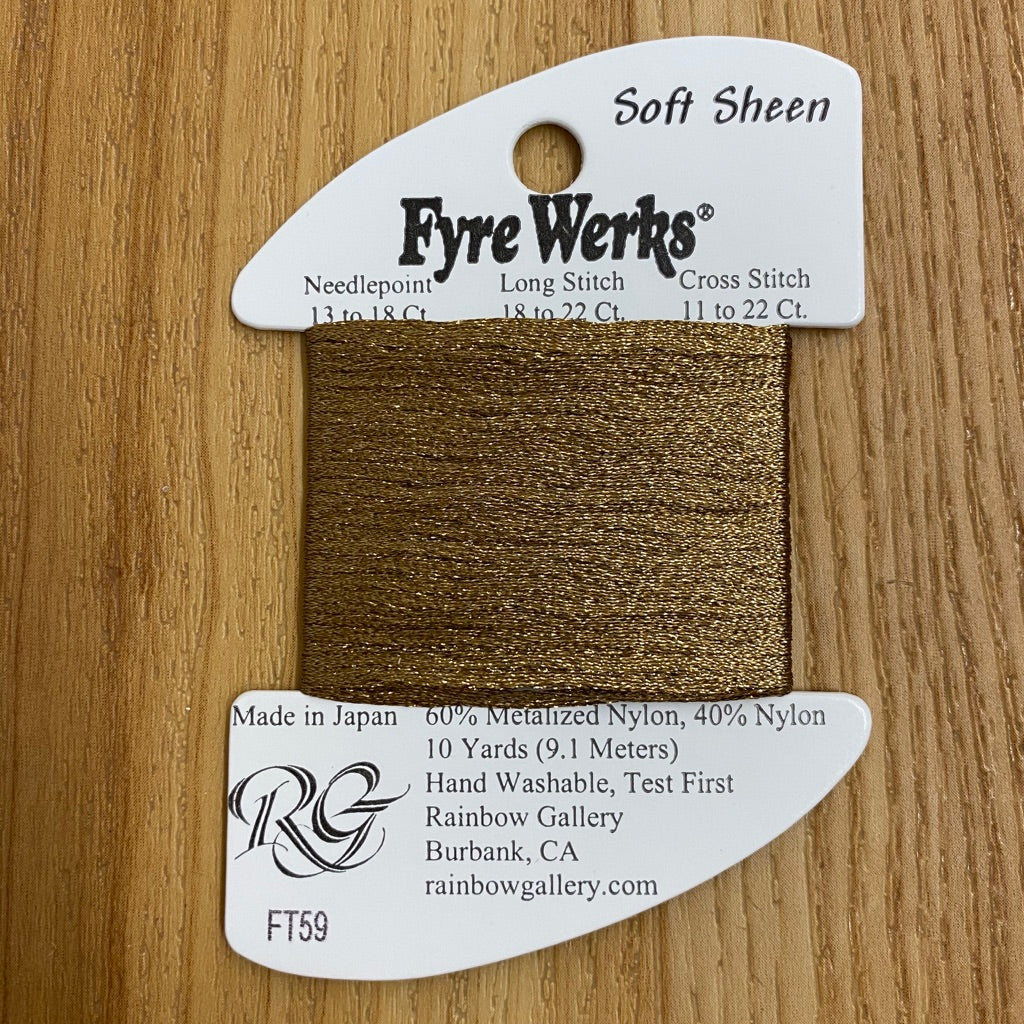 Soft Sheen
Fyre Werks®
Needlepoint Long Stitch Cross Stitch
13 to 18 Ct. 18 to 22 Ct. 11 to 22 Ct.
Made in Japan 60% Metalized Nylon, 40% Nylon
10 Yards (9.1 Meters)
Hand Washable, Test First
RG
Rainbow Gallery
Burbank, CA
rainbowgallery.com
FT59